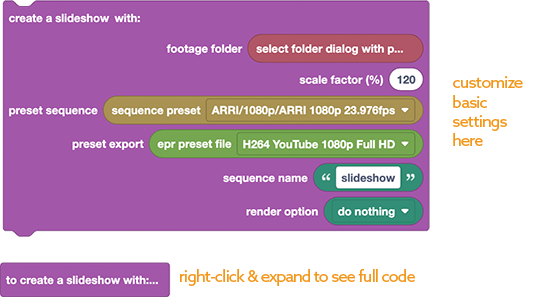 create a slideshow  with:
footage folder select folder dialog with p...
scale factor (%) 120
preset sequence sequence preset ARRI/1080p/ARRI 1080p 23.976fps
preset export epr preset file H264 YouTube 1080p Full HD
sequence name “ slideshow ”
render option do nothing
customize
basic
settings
here
to create a slideshow with:...
right-click & expand to see full code